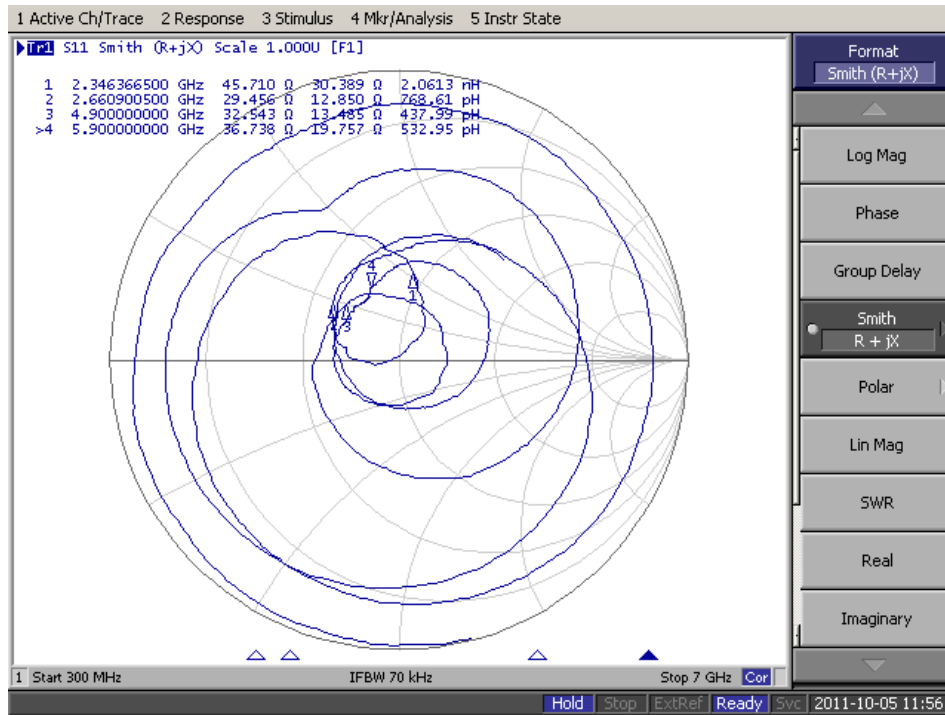 1 Active Ch/Trace 2 Response 3 Stimulus 4 Mkr/Analysis 5 Instr State
Tr1 S11 Smith (R+jX) Scale 1.000U [F1]
1 2.346366500 GHz 45.710 Ω 30.389 Ω 2.0613 nH
2 2.660900500 GHz 29.456 Ω 12.850 Ω 768.61 pH
3 4.900000000 GHz 32.543 Ω 13.485 Ω 437.99 pH
>4 5.900000000 GHz 36.738 Ω 19.757 Ω 532.95 pH
4
1
3
Format
Smith (R+jX)
Log Mag
Phase
Group Delay
Smith
R + jX
Polar
Lin Mag
SWR
Real
Imaginary
1 Start 300 MHz IFBW 70 kHz Stop 7 GHz Cor
Hold Stop ExtRef Ready Svc 2011-10-05 11:56